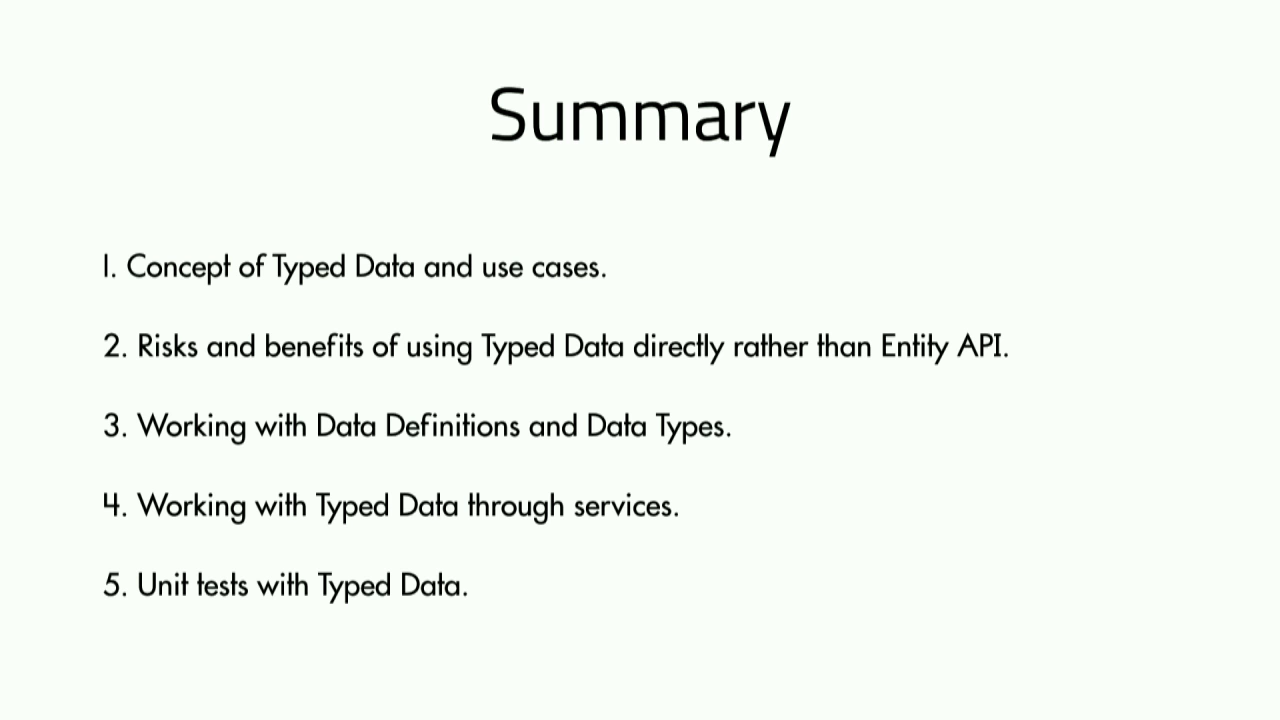 Summary
1. Concept of Typed Data and use cases.
2. Risks and benefits of using Typed Data directly rather than Entity API.
3. Working with Data Definitions and Data Types.
4. Working with Typed Data through services.
5. Unit tests with Typed Data.